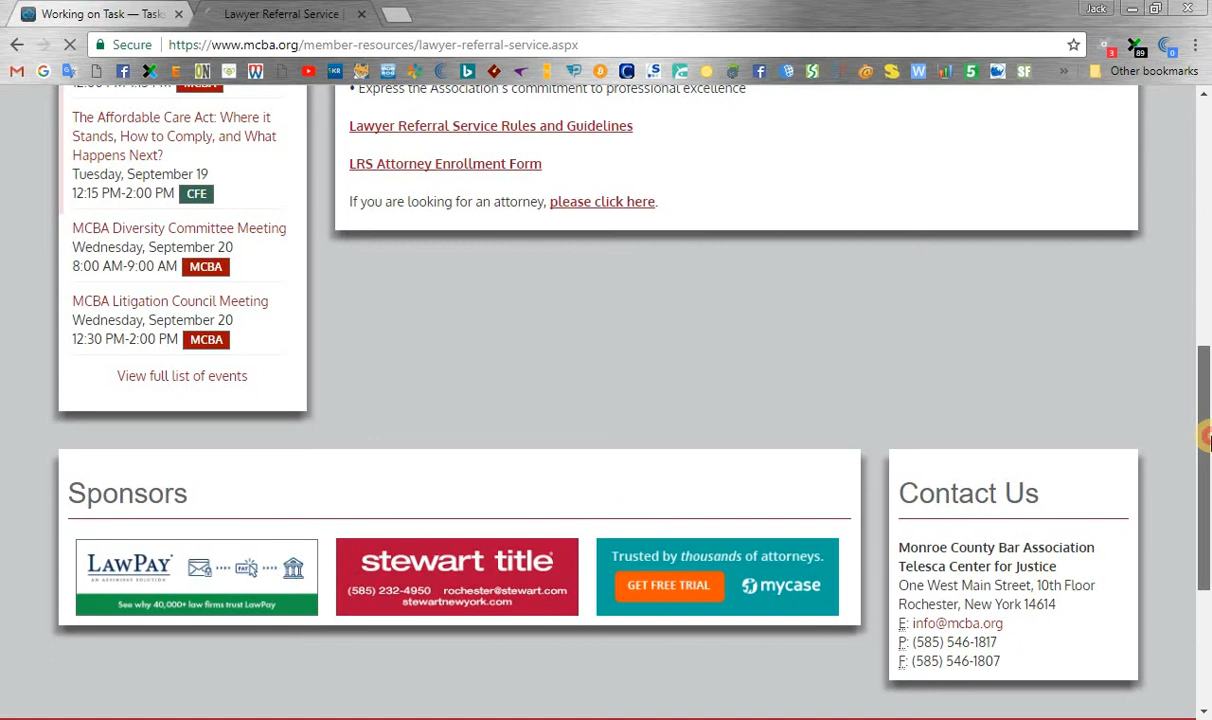 Working on Task — Task
Lawyer Referral Service
Jack
Secure
https://www.mcba.org/member-resources/lawyer-referral-service.aspx
3
89
0
Other bookmarks
MCBA
The Affordable Care Act: Where it
Stands, How to Comply, and What
Happens Next?
Tuesday, September 19
12:15 PM-2:00 PM CFE
MCBA Diversity Committee Meeting
Wednesday, September 20
8:00 AM-9:00 AM MCBA
MCBA Litigation Council Meeting
Wednesday, September 20
12:30 PM-2:00 PM MCBA
View full list of events
• Express the Association's commitment to professional excellence
Lawyer Referral Service Rules and Guidelines
LRS Attorney Enrollment Form
If you are looking for an attorney, please click here.
Sponsors
LAWPAY
AN AFFINIPAY SOLUTION
See why 40,000+ law firms trust LawPay
stewart title
(585) 232-4950 rochester@stewart.com
stewartnewyork.com
Trusted by thousands of attorneys.
GET FREE TRIAL mycase
Contact Us
Monroe County Bar Association
Telesca Center for Justice
One West Main Street, 10th Floor
Rochester, New York 14614
E: info@mcba.org
P: (585) 546-1817
F: (585) 546-1807